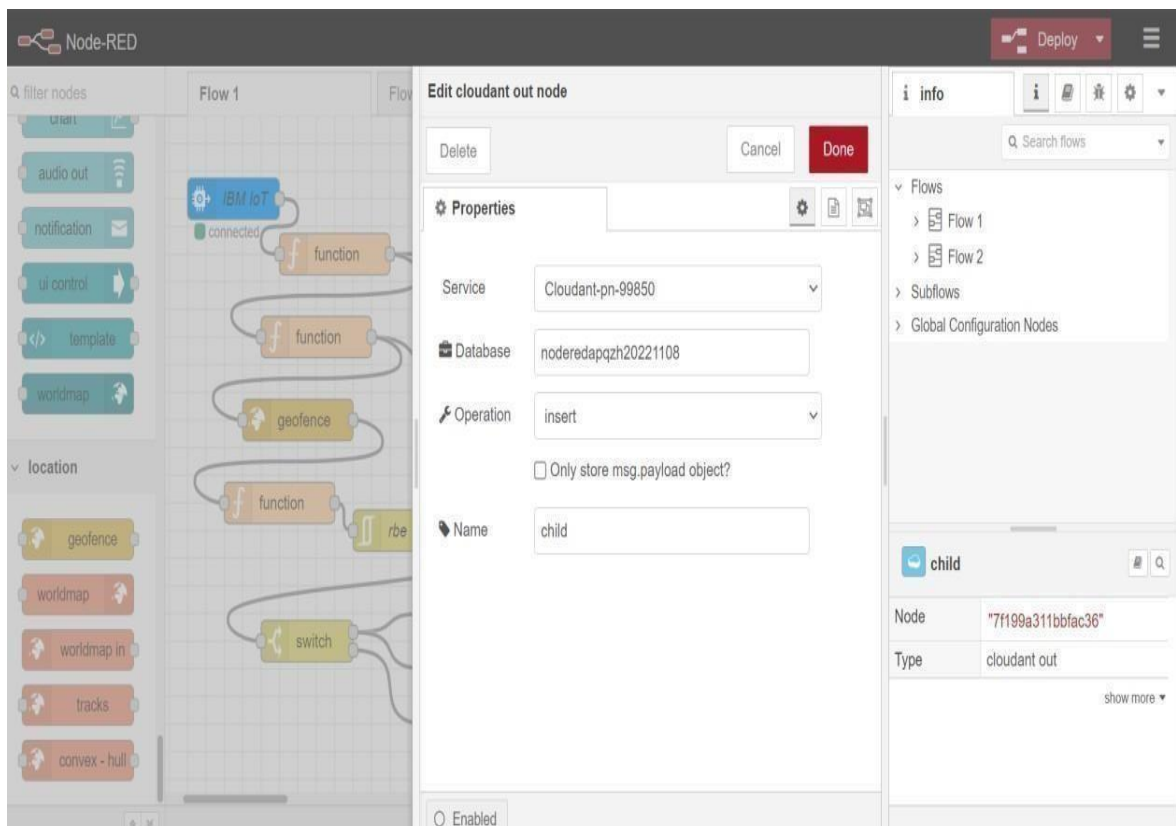 Node-RED
Deploy
filter nodes
chart
audio out
notification
ui control
template
worldmap
location
geofence
worldmap
worldmap in
tracks
convex - hull
Flow 1
Flow
IBM IoT
connected
function
function
geofence
function
rbe
switch
Edit cloudant out node
Delete
Cancel
Done
Properties
Service
Cloudant-pn-99850
Database
noderedapqzh20221108
Operation
insert
Only store msg.payload object?
Name
child
Enabled
i info
i
Search flows
Flows
Flow 1
Flow 2
Subflows
Global Configuration Nodes
child
Node "7f199a311bbfac36"
Type cloudant out
show more